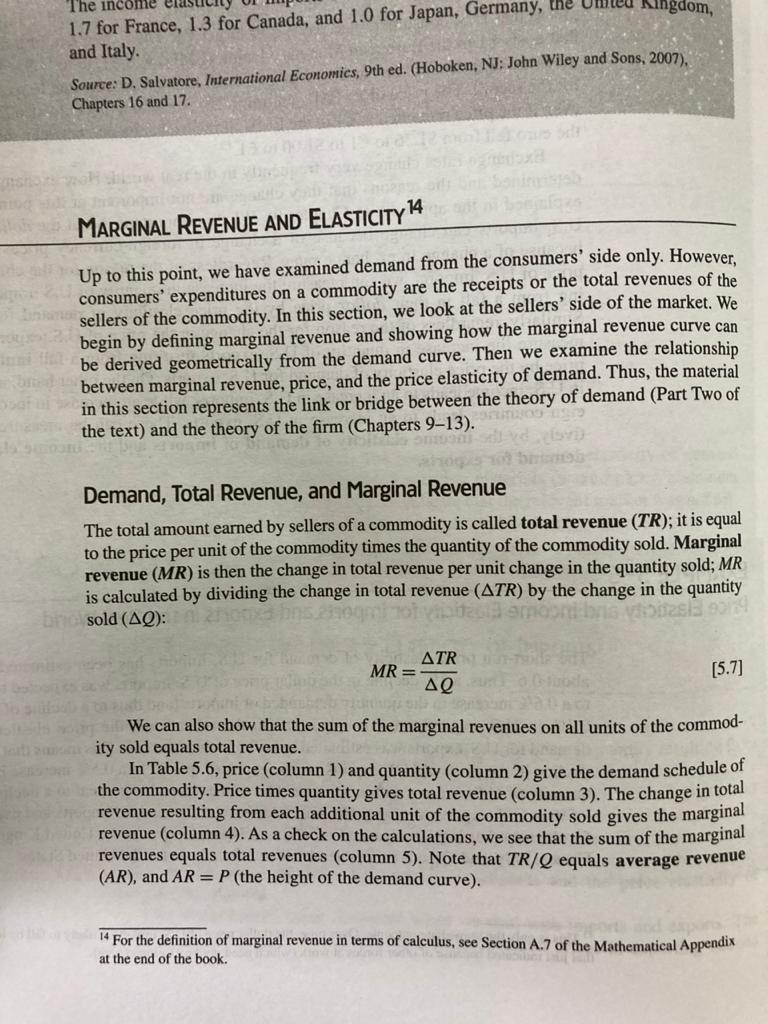 The income elasticity of
1.7 for France, 1.3 for Canada, and 1.0 for Japan, Germany, the United Kingdom,
and Italy.
Source: D. Salvatore, International Economics, 9th ed. (Hoboken, NJ: John Wiley and Sons, 2007),
Chapters 16 and 17.
MARGINAL REVENUE AND ELASTICITY14
Up to this point, we have examined demand from the consumers' side only. However,
consumers' expenditures on a commodity are the receipts or the total revenues of the
sellers of the commodity. In this section, we look at the sellers' side of the market. We
begin by defining marginal revenue and showing how the marginal revenue curve can
be derived geometrically from the demand curve. Then we examine the relationship
between marginal revenue, price, and the price elasticity of demand. Thus, the material
in this section represents the link or bridge between the theory of demand (Part Two of
the text) and the theory of the firm (Chapters 9–13).
Demand, Total Revenue, and Marginal Revenue
The total amount earned by sellers of a commodity is called total revenue (TR); it is equal
to the price per unit of the commodity times the quantity of the commodity sold. Marginal
revenue (MR) is then the change in total revenue per unit change in the quantity sold; MR
is calculated by dividing the change in total revenue (ΔTR) by the change in the quantity
sold (ΔQ):
MR = ΔTR / ΔQ [5.7]
We can also show that the sum of the marginal revenues on all units of the commod-
ity sold equals total revenue.
In Table 5.6, price (column 1) and quantity (column 2) give the demand schedule of
the commodity. Price times quantity gives total revenue (column 3). The change in total
revenue resulting from each additional unit of the commodity sold gives the marginal
revenue (column 4). As a check on the calculations, we see that the sum of the marginal
revenues equals total revenues (column 5). Note that TR/Q equals average revenue
(AR), and AR = P (the height of the demand curve).
14 For the definition of marginal revenue in terms of calculus, see Section A.7 of the Mathematical Appendix
at the end of the book.